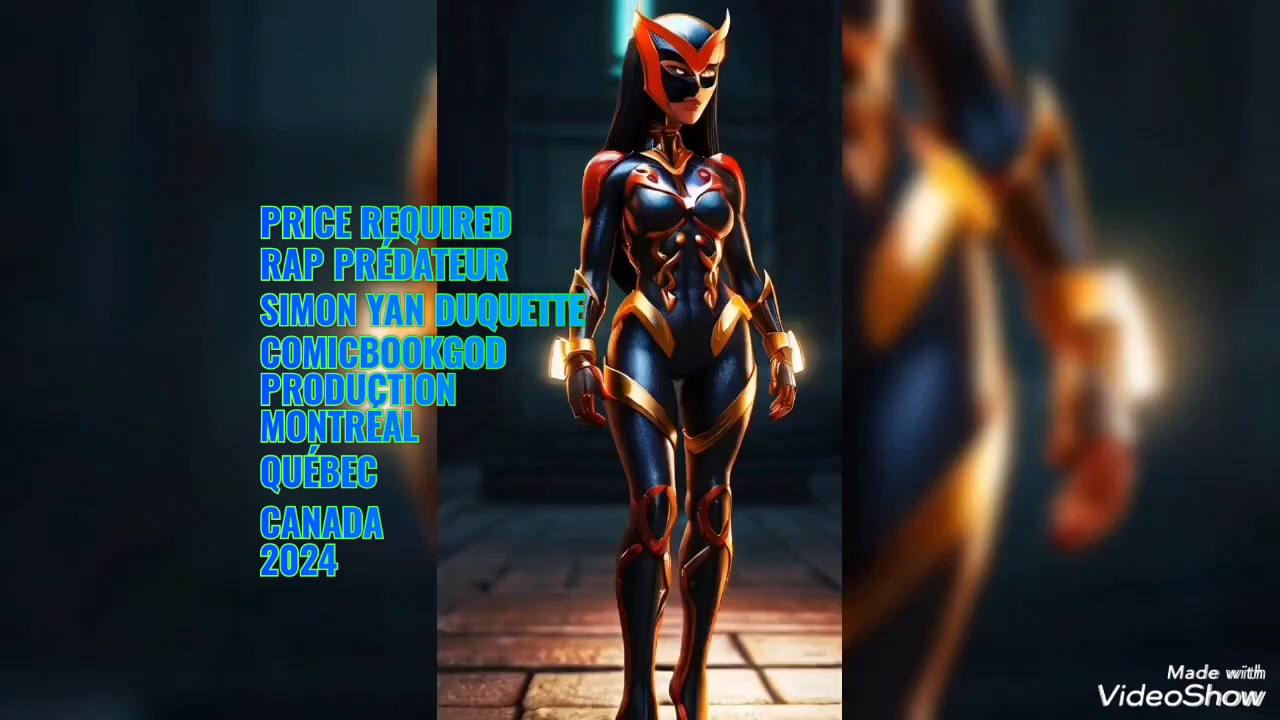 PRICE REQUIRED
RAP PRÉDATEUR
SIMON YAN DUQUETTE
COMICBOOKGOD
PRODUCTION
MONTRÉAL
QUÉBEC
CANADA
2024
Made with
VideoShow